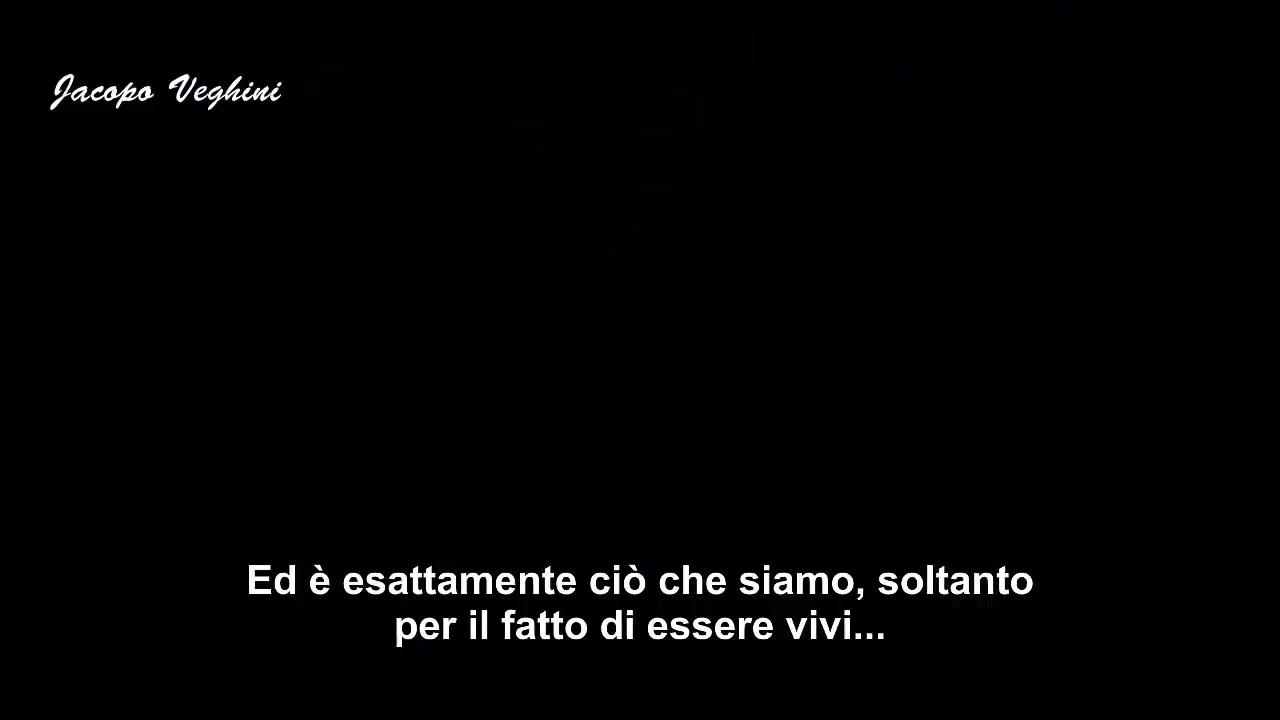 Jacopo Veghini
Ed è esattamente ciò che siamo, soltanto
per il fatto di essere vivi...